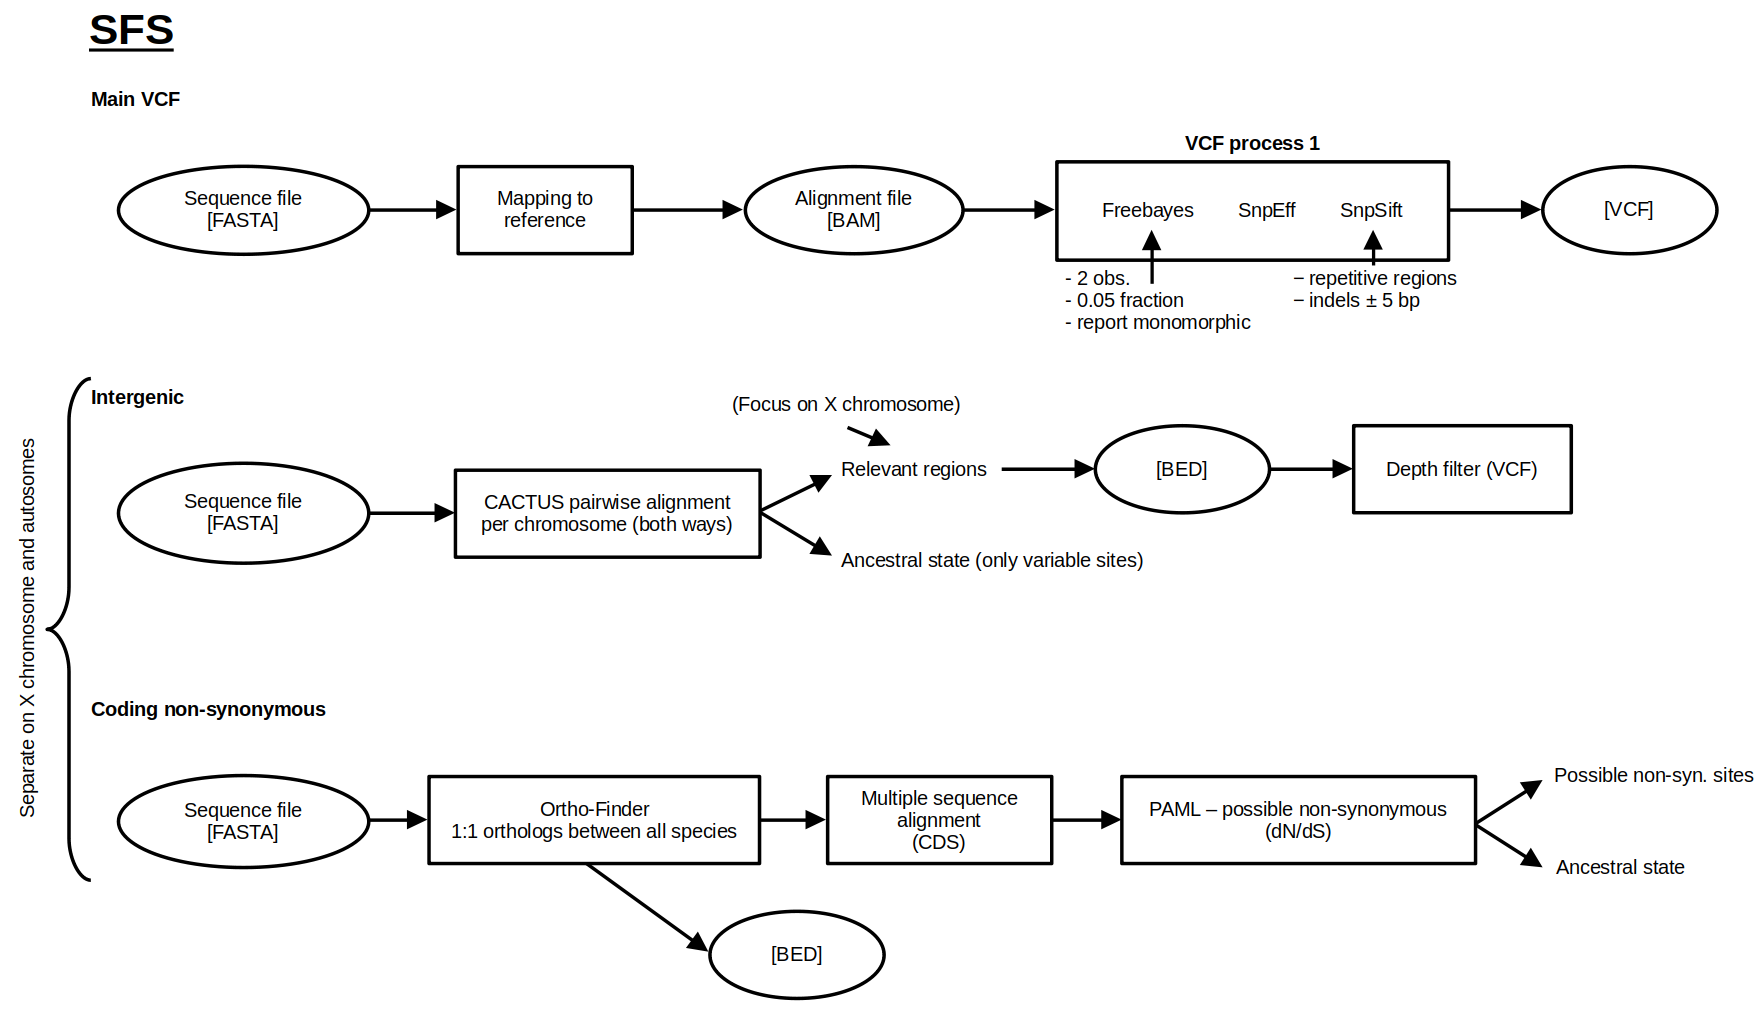 SFS
Main VCF
VCF process 1
Sequence file
[FASTA]
Mapping to
reference
Alignment file
[BAM]
Freebayes
SnpEff
SnpSift
[VCF]
- 2 obs.
- 0.05 fraction
- report monomorphic
− repetitive regions
− indels ± 5 bp
Separate on X chromosome and autosomes
Intergenic
(Focus on X chromosome)
Sequence file
[FASTA]
CACTUS pairwise alignment
per chromosome (both ways)
Relevant regions
[BED]
Depth filter (VCF)
Ancestral state (only variable sites)
Coding non-synonymous
Sequence file
[FASTA]
Ortho-Finder
1:1 orthologs between all species
Multiple sequence
alignment
(CDS)
PAML – possible non-synonymous
(dN/dS)
Possible non-syn. sites
Ancestral state
[BED]